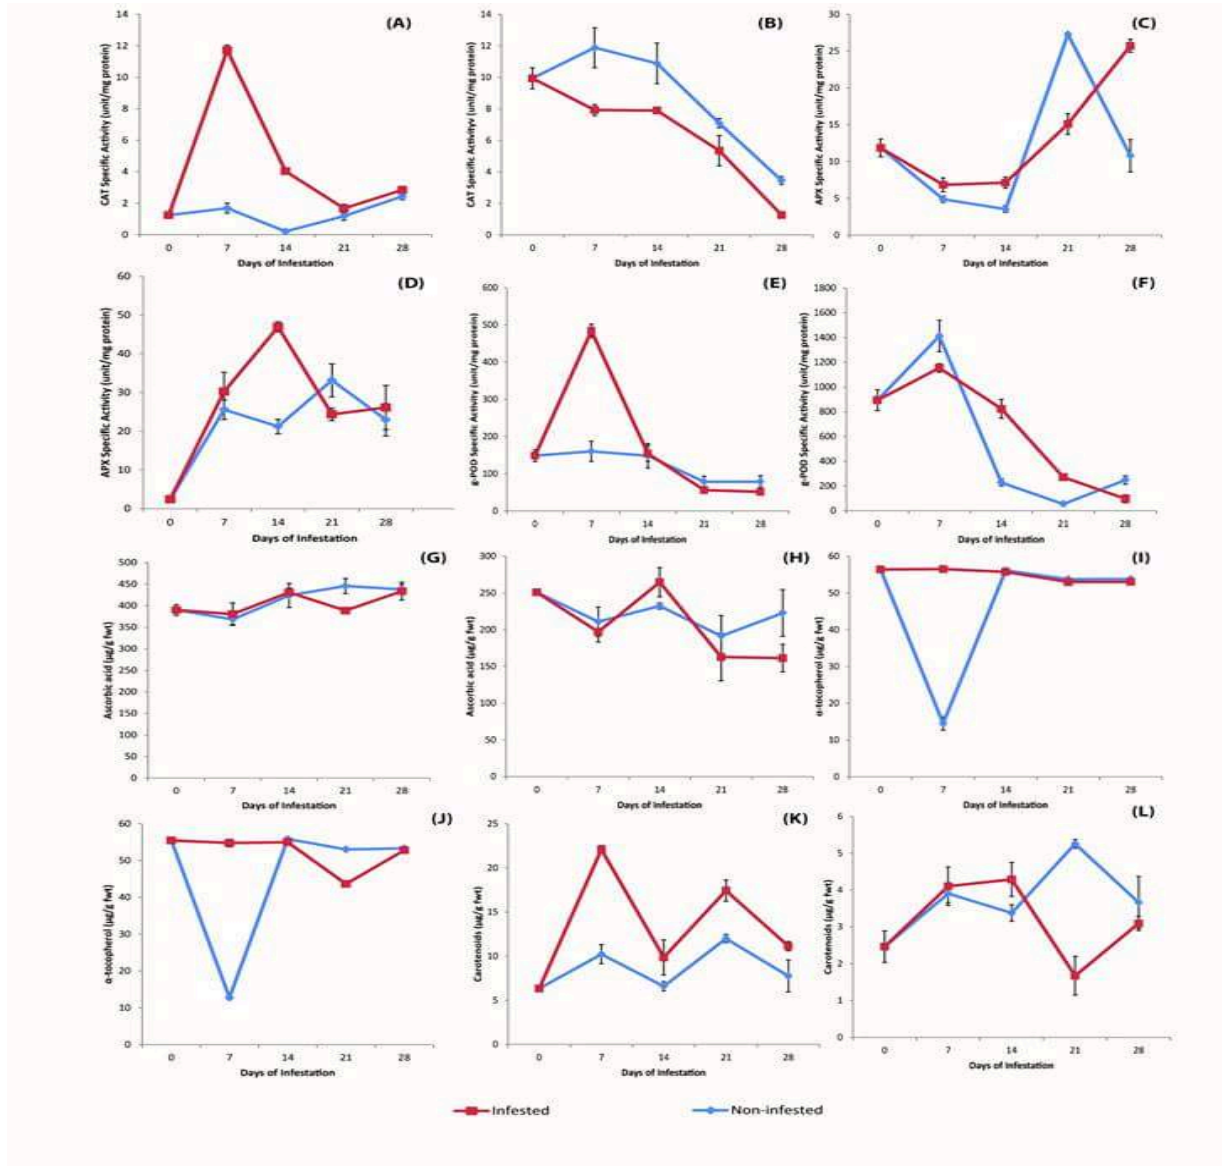 (A)
CAT Specific Activity (unit/mg protein)
14
12
10
8
6
4
2
0
0 7 14 21 28
Days of Infestation
(B)
CAT Specific Activityv (unit/mg protein)
14
12
10
8
6
4
2
0
0 7 14 21 28
Days of Infestation
(C)
APX Specific Activity (unit/mg protein)
30
25
20
15
10
5
0
0 7 14 21 28
Days of Infestation
(D)
APX Specific Activity (unit/mg protein)
60
50
40
30
20
10
0
0 7 14 21 28
Days of Infestation
(E)
g-POD Specific Activity (unit/mg protein)
600
500
400
300
200
100
0
0 7 14 21 28
Days of Infestation
(F)
g-POD Specific Activity (unit/mg protein)
1800
1600
1400
1200
1000
800
600
400
200
0
0 7 14 21 28
Days of Infestation
(G)
Ascorbic acid (µg/g fwt)
500
450
400
350
300
250
200
150
100
50
0
0 7 14 21 28
Days of Infestation
(H)
Ascorbic acid (µg/g fwt)
300
250
200
150
100
50
0
0 7 14 21 28
Days of Infestation
(I)
α-tocopherol (µg/g fwt)
60
50
40
30
20
10
0
0 7 14 21 28
Days of Infestation
(J)
α-tocopherol (µg/g fwt)
60
50
40
30
20
10
0
0 7 14 21 28
Days of Infestation
(K)
Carotenoids (µg/g fwt)
25
20
15
10
5
0
0 7 14 21 28
Days of Infestation
(L)
Carotenoids (µg/g fwt)
6
5
4
3
2
1
0
0 7 14 21 28
Days of Infestation
Infested
Non-infested